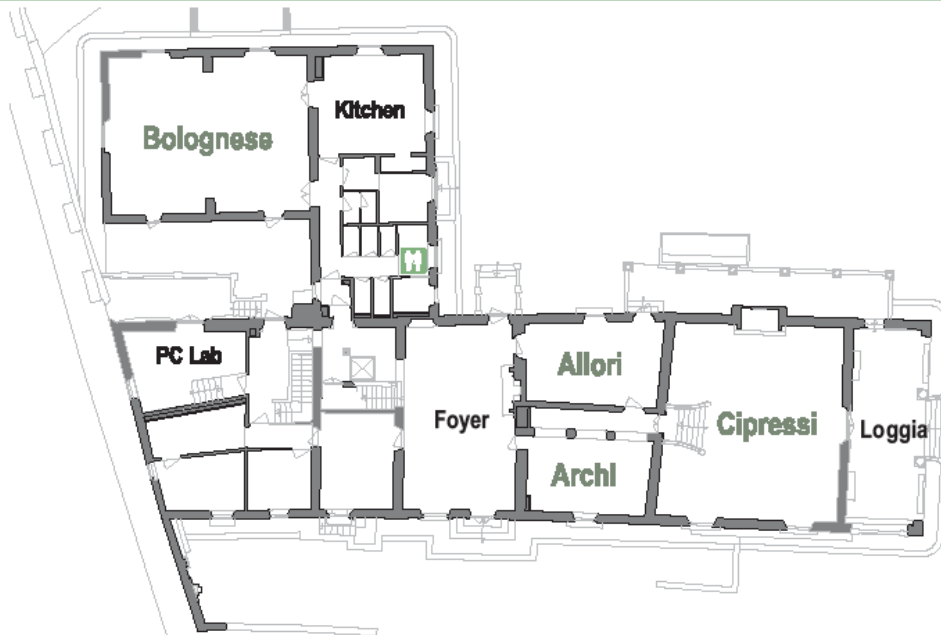 Kitchen
Bolognese
PC Lab
Allori
Foyer
Cipressi
Loggia
Archi